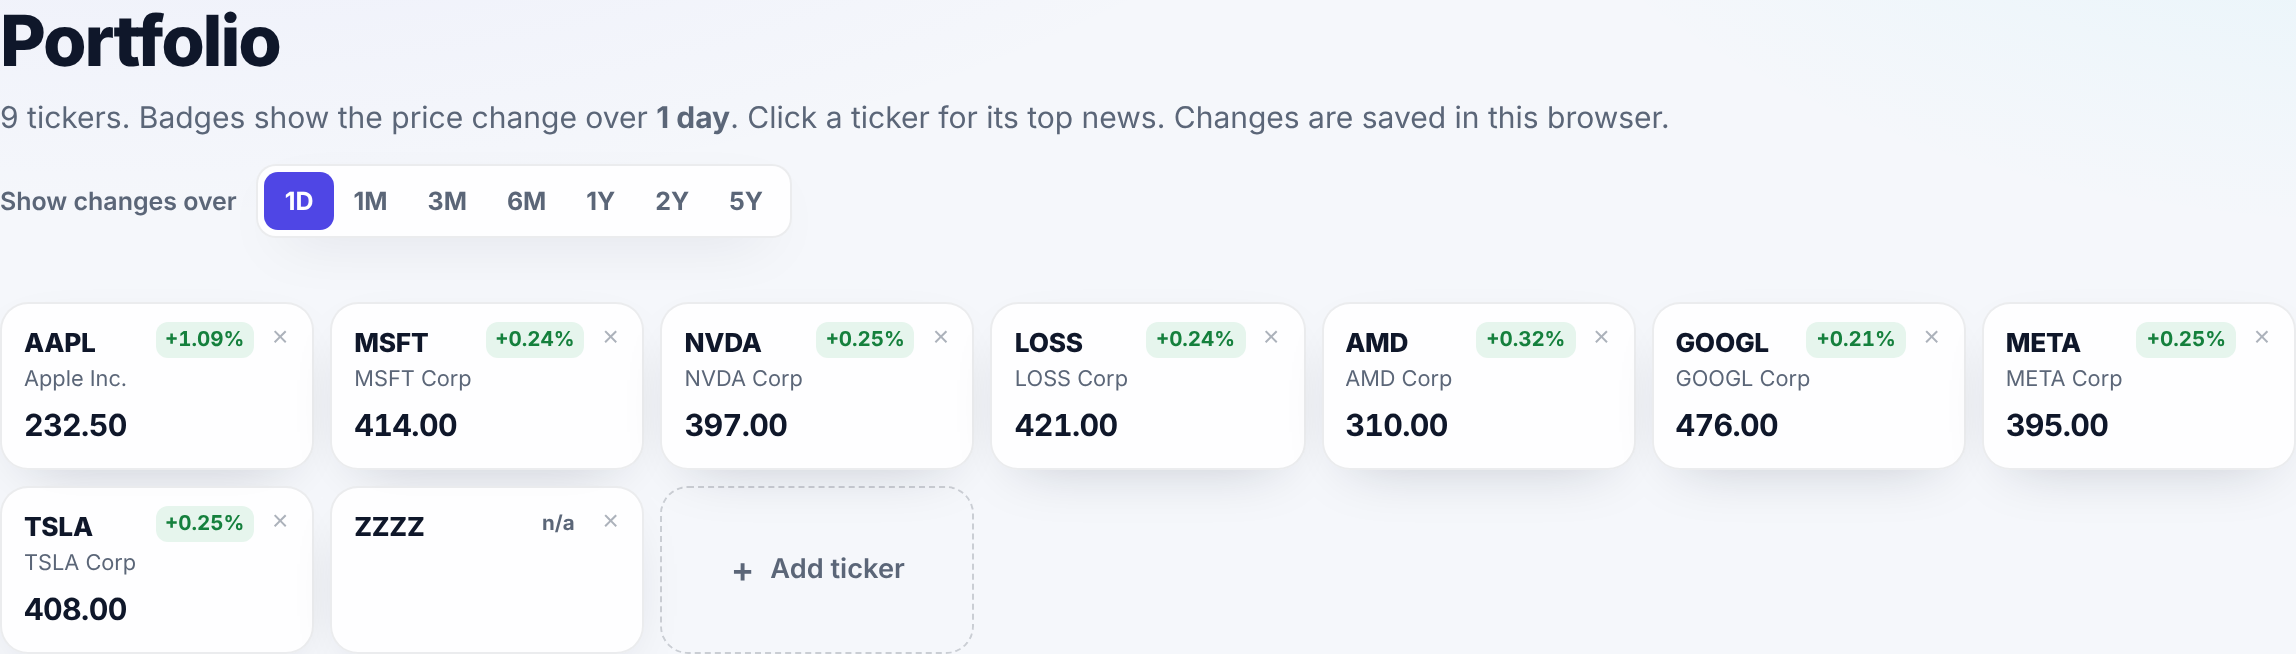 Portfolio
9 tickers. Badges show the price change over 1 day. Click a ticker for its top news. Changes are saved in this browser.
Show changes over 1D 1M 3M 6M 1Y 2Y 5Y
AAPL +1.09% ×
Apple Inc.
232.50
MSFT +0.24% ×
MSFT Corp
414.00
NVDA +0.25% ×
NVDA Corp
397.00
LOSS +0.24% ×
LOSS Corp
421.00
AMD +0.32% ×
AMD Corp
310.00
GOOGL +0.21% ×
GOOGL Corp
476.00
META +0.25% ×
META Corp
395.00
TSLA +0.25% ×
TSLA Corp
408.00
ZZZZ n/a ×
+ Add ticker